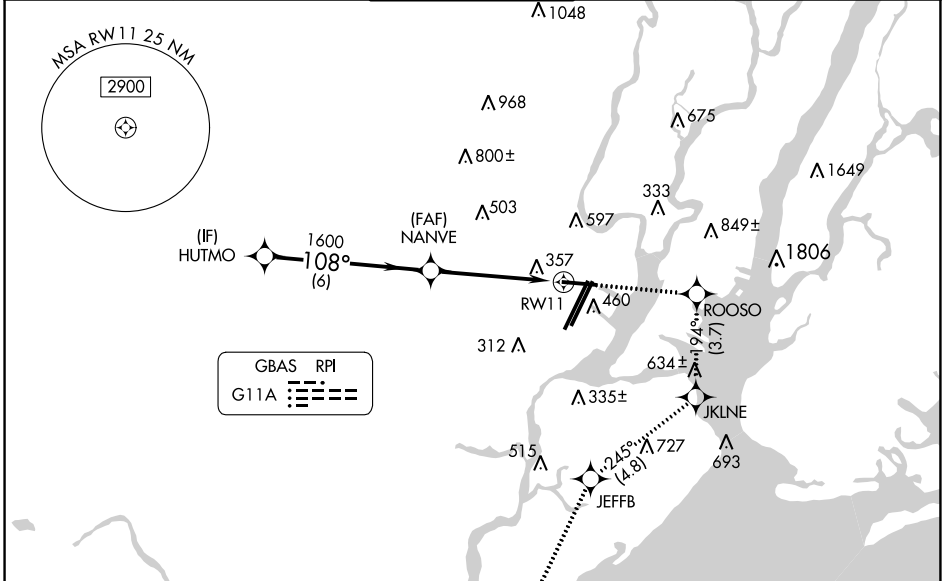 1048
MSA RW11 25 NM
2900
968
675
800±
1649
333
503
597
849±
(FAF)
NANVE
(IF)
HUTMO
1600
108°
(6)
1806
357
RW11
460
ROOSO
194°
(3.7)
312
634±
GBAS RPI
G11A
335±
JKLNE
727
693
515
245°
(4.8)
JEFFB